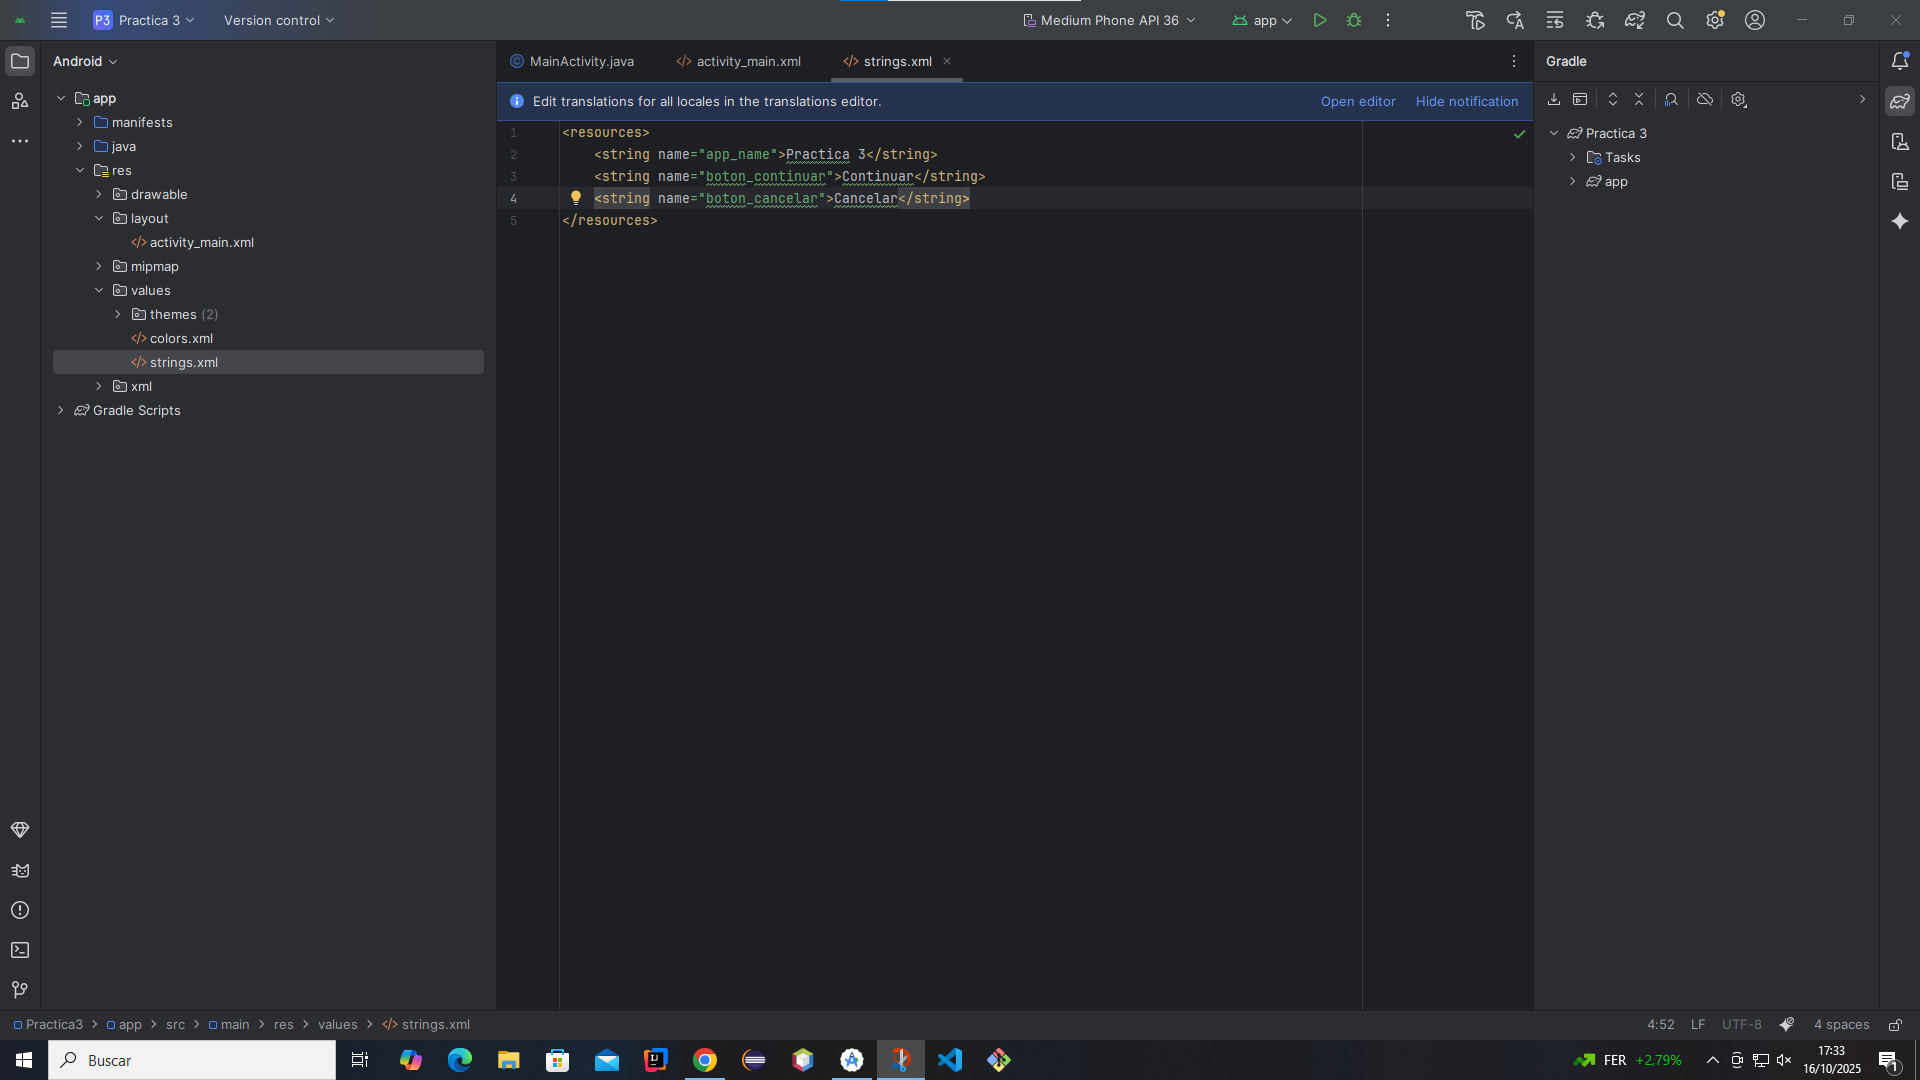 P3 Practica 3
Version control
Medium Phone API 36
app
Android
MainActivity.java
activity_main.xml
strings.xml
Gradle
Edit translations for all locales in the translations editor.
Open editor
Hide notification
app
manifests
java
res
drawable
layout
activity_main.xml
mipmap
values
themes (2)
colors.xml
strings.xml
xml
Gradle Scripts
1 <resources>
2 <string name="app_name">Practica 3</string>
3 <string name="boton_continuar">Continuar</string>
4 <string name="boton_cancelar">Cancelar</string>
5 </resources>
Practica 3
Tasks
app
Practica3 > app > src > main > res > values > strings.xml
4:52 LF UTF-8 4 spaces
Buscar
FER +2,79%
17:33
16/10/2025
1